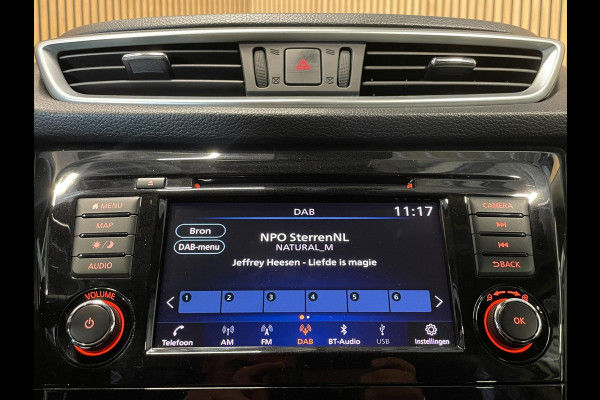 MENU
MAP
AUDIO
VOLUME
DAB
11:17
Bron
DAB-menu
NPO SterrenNL
NATURAL_M
Jeffrey Heesen - Liefde is magie
1 2 3 4 5 6
Telefoon AM FM DAB BT-Audio USB Instellingen
CAMERA
BACK
OK